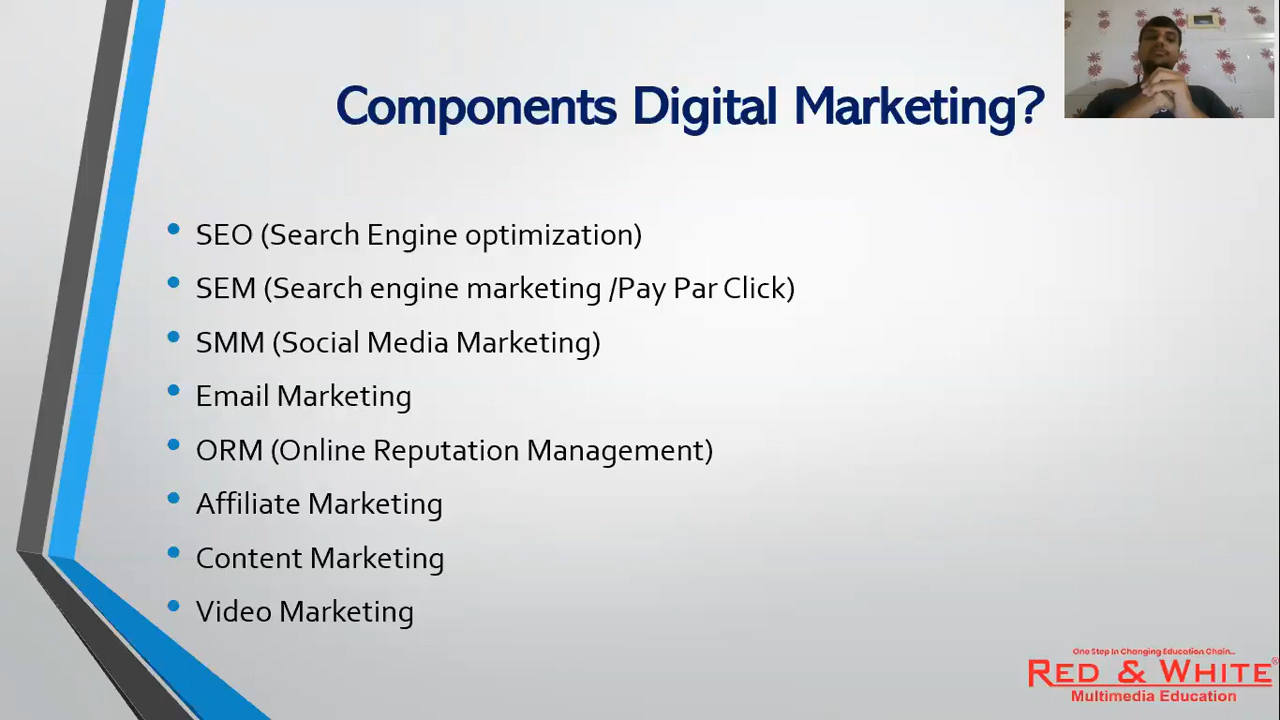 Components Digital Marketing?
SEO (Search Engine optimization)
SEM (Search engine marketing /Pay Par Click)
SMM (Social Media Marketing)
Email Marketing
ORM (Online Reputation Management)
Affiliate Marketing
Content Marketing
Video Marketing
One Step In Changing Education Chain...
RED & WHITE®
Multimedia Education